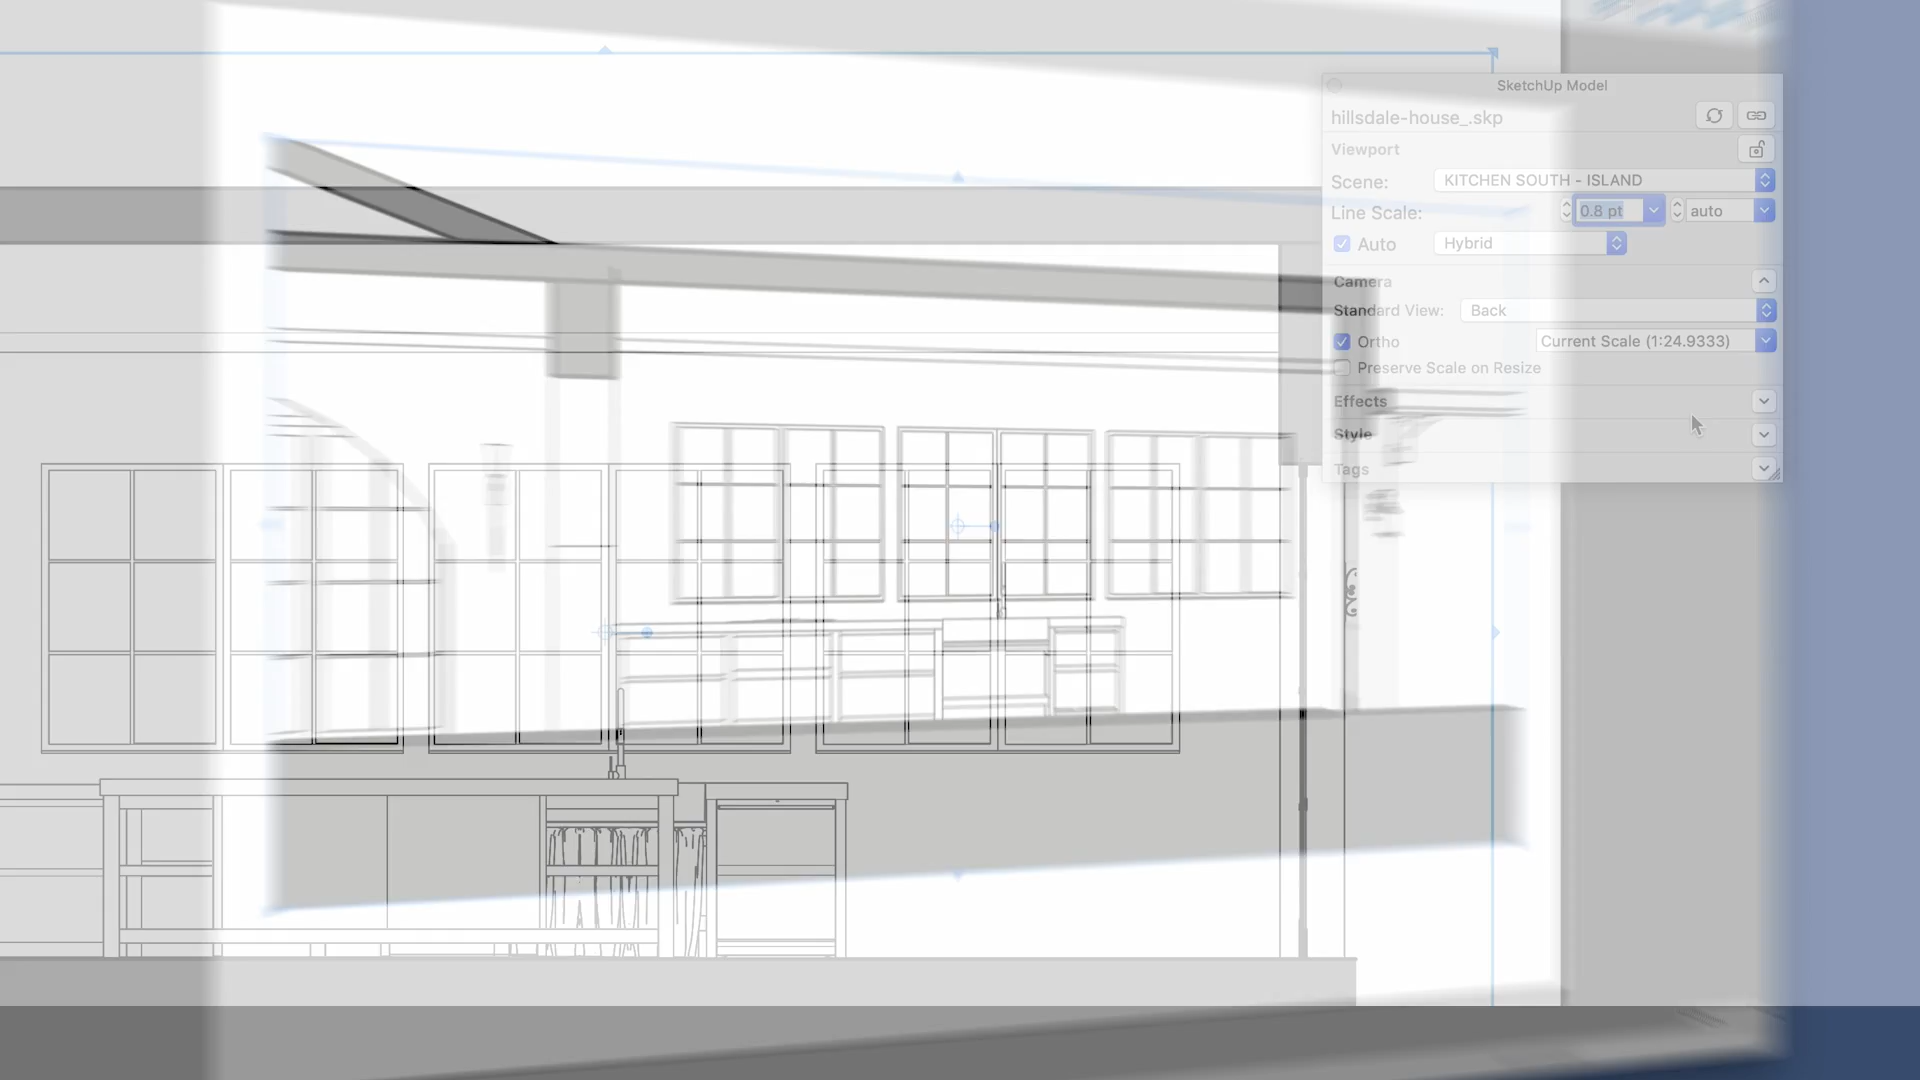 SketchUp Model
hillsdale-house_.skp
Viewport
Scene: KITCHEN SOUTH - ISLAND
Line Scale: 0.8 pt auto
Auto Hybrid
Camera
Standard View: Back
Ortho Current Scale (1:24.9333)
Preserve Scale on Resize
Effects
Style
Tags